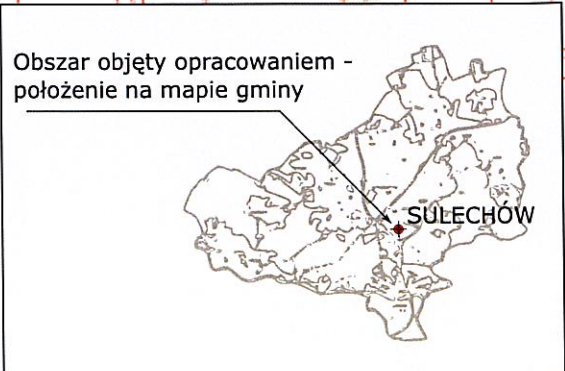 Obszar objęty opracowaniem -
położenie na mapie gminy
SULECHÓW